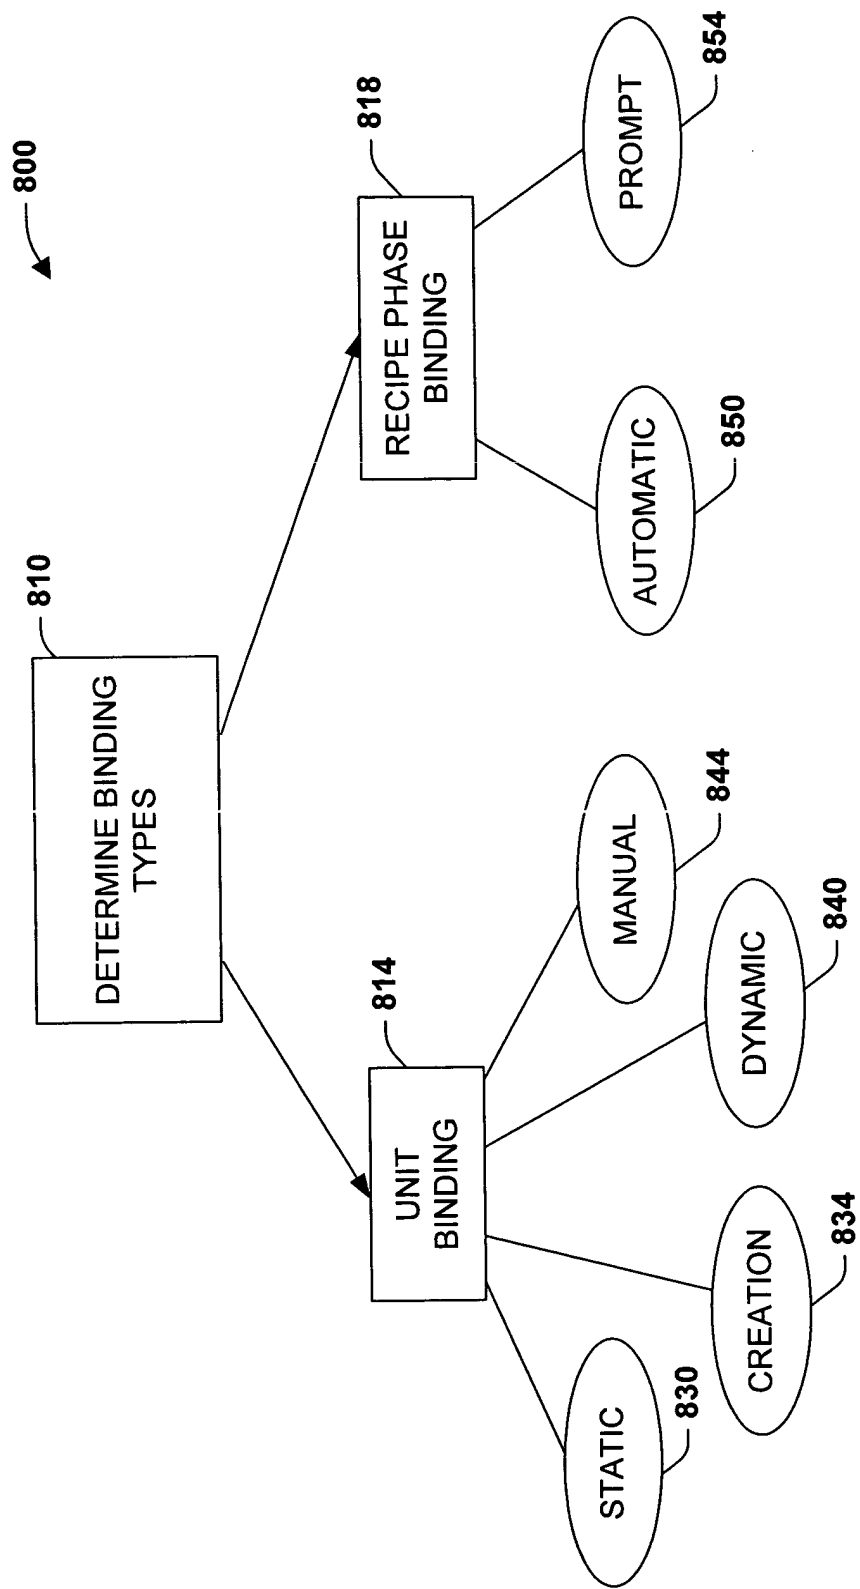 800
810
DETERMINE BINDING
TYPES
814
UNIT
BINDING
818
RECIPE PHASE
BINDING
STATIC
830
CREATION
834
DYNAMIC
840
MANUAL
844
AUTOMATIC
850
PROMPT
854